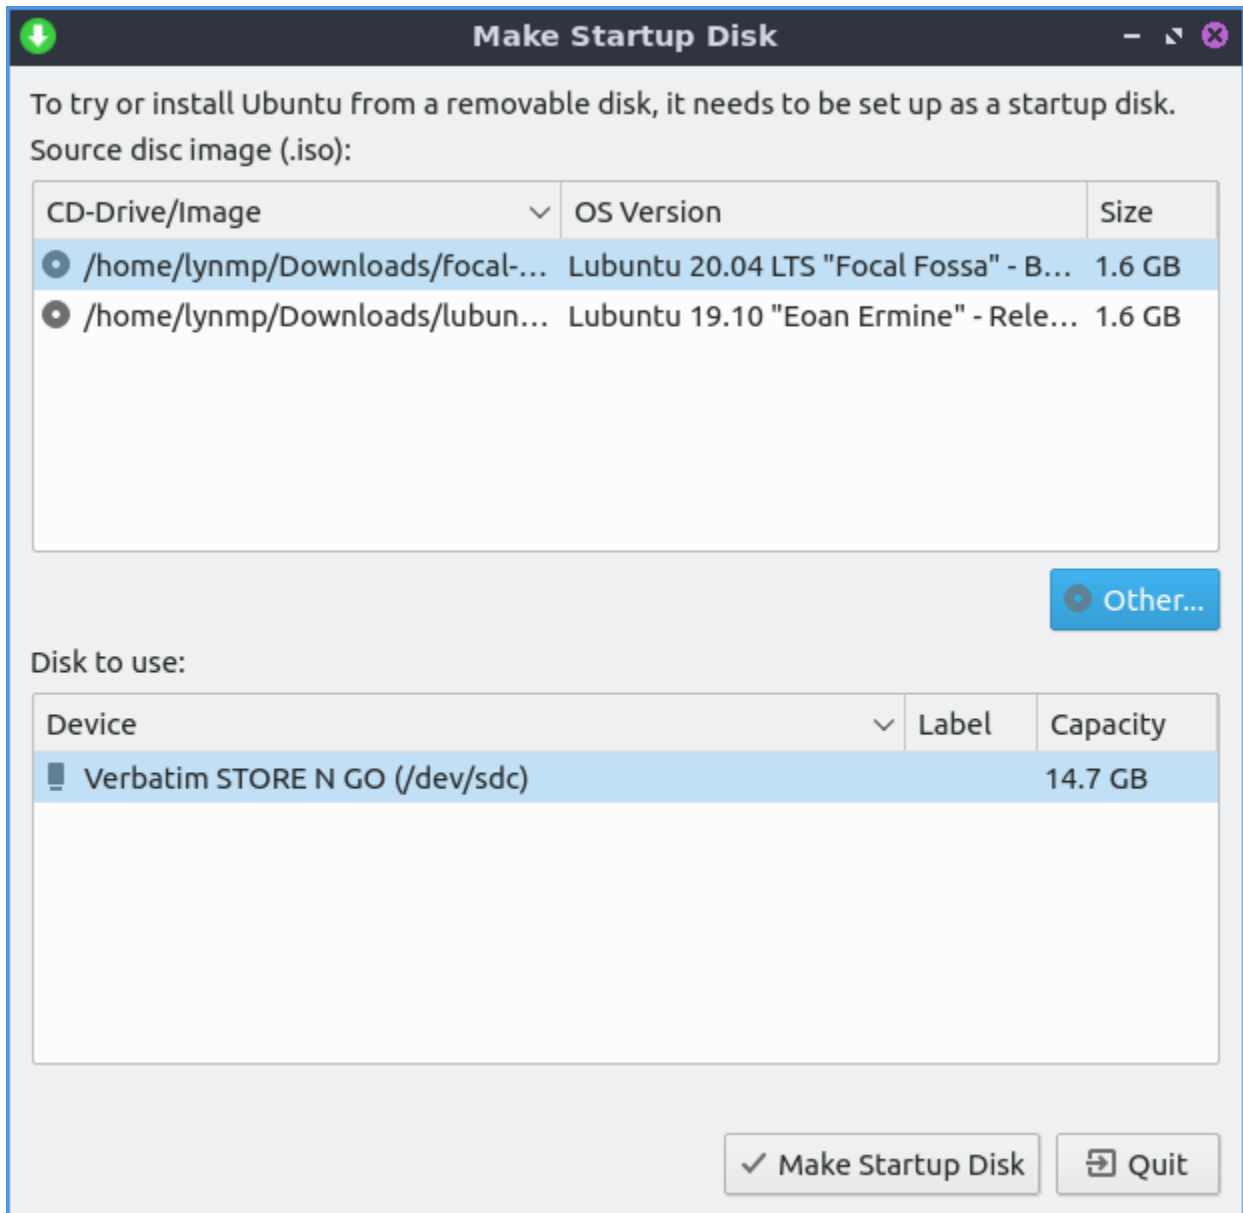 Make Startup Disk
To try or install Ubuntu from a removable disk, it needs to be set up as a startup disk.
Source disc image (.iso):
CD-Drive/Image OS Version Size
/home/lynmp/Downloads/focal-... Lubuntu 20.04 LTS "Focal Fossa" - B... 1.6 GB
/home/lynmp/Downloads/lubun... Lubuntu 19.10 "Eoan Ermine" - Rele... 1.6 GB
Other...
Disk to use:
Device Label Capacity
Verbatim STORE N GO (/dev/sdc) 14.7 GB
Make Startup Disk Quit